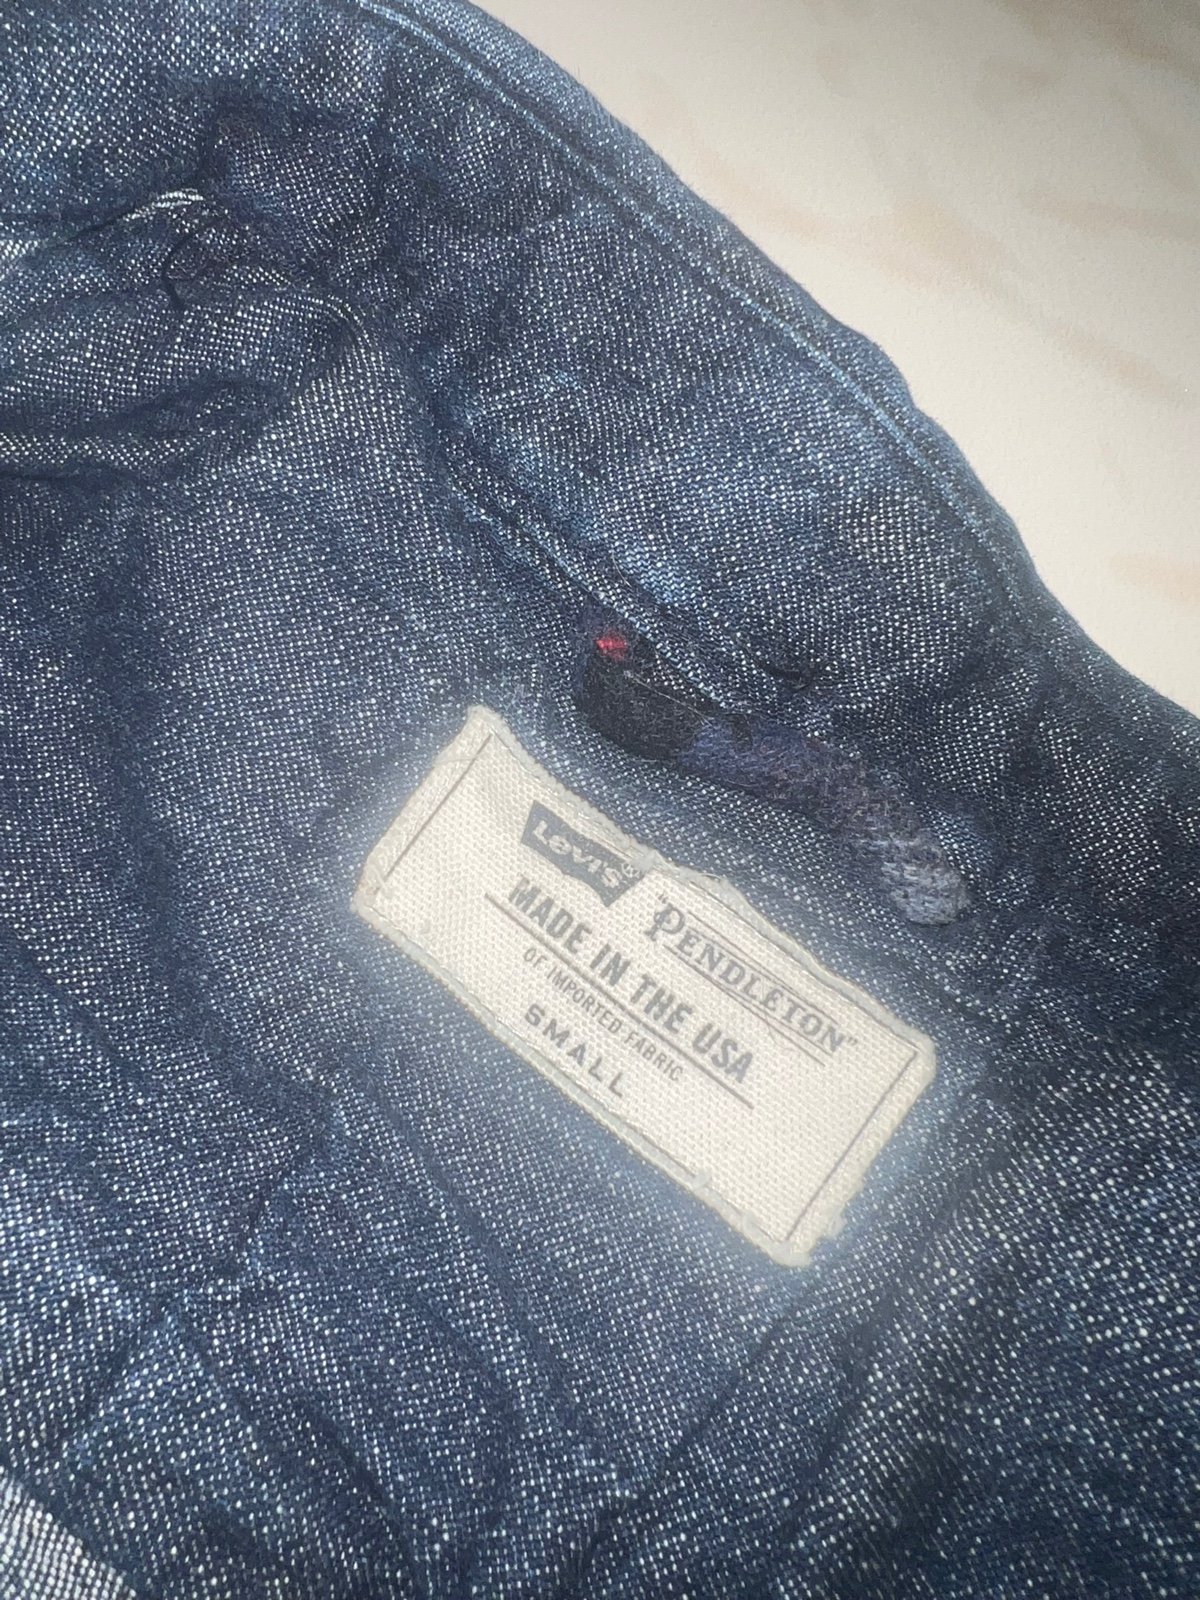 LEVI'S®
"PENDLETON"
MADE IN THE USA
OF IMPORTED FABRIC
SMALL